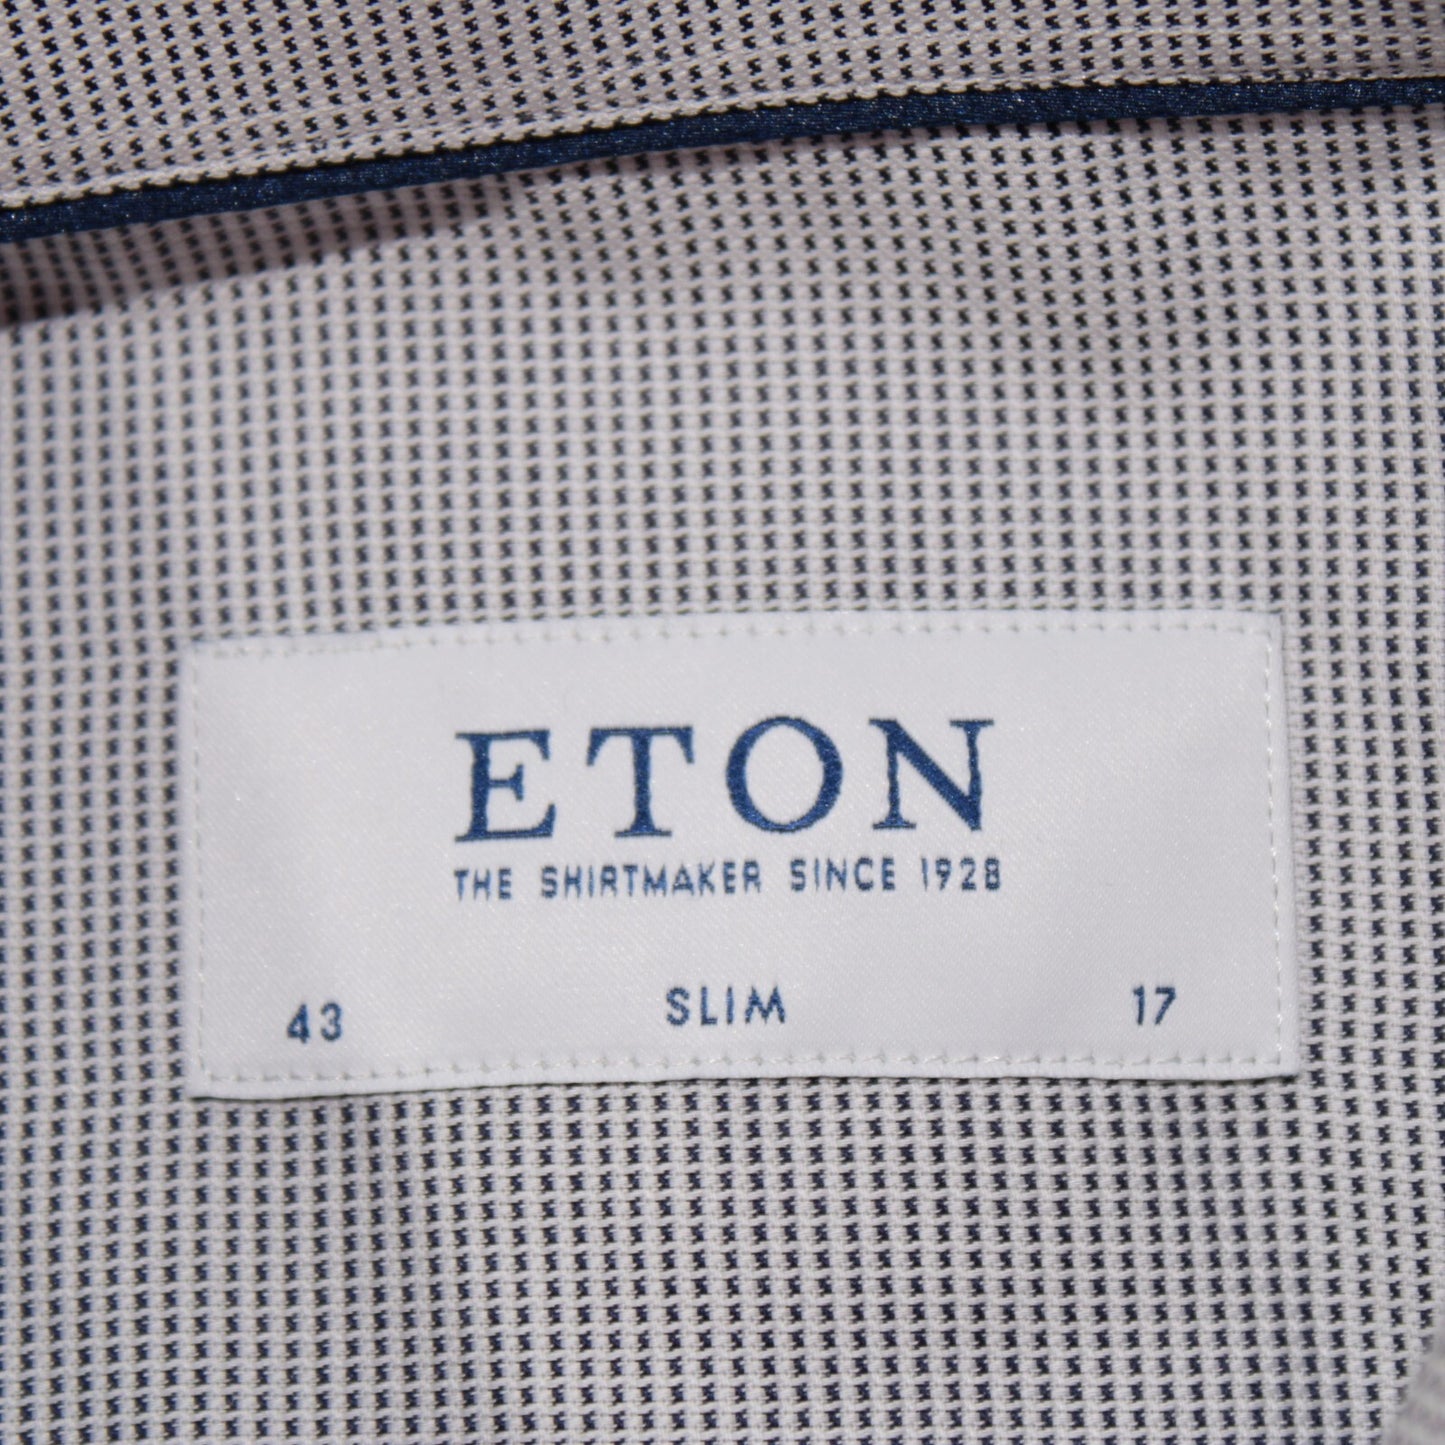 ETON
THE SHIRTMAKER SINCE 1928
43 SLIM 17